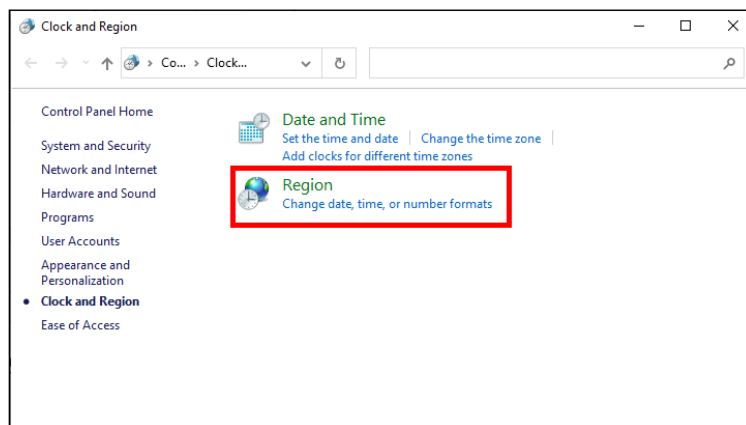 Clock and Region
Co... › Clock...
Control Panel Home
System and Security
Network and Internet
Hardware and Sound
Programs
User Accounts
Appearance and
Personalization
Clock and Region
Ease of Access
Date and Time
Set the time and date
Change the time zone
Add clocks for different time zones
Region
Change date, time, or number formats